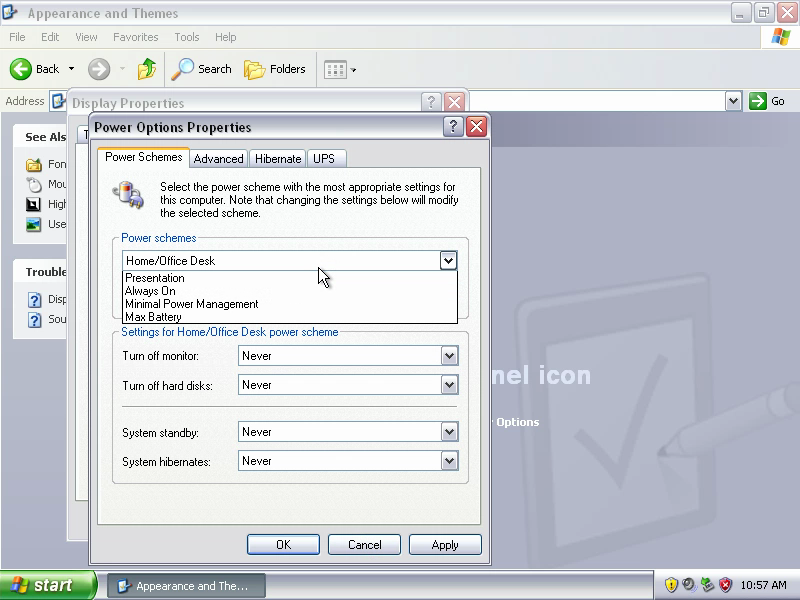 Appearance and Themes
File Edit View Favorites Tools Help
Back Search Folders
Address Go
Display Properties
Power Options Properties
See Als
Power Schemes Advanced Hibernate UPS
Select the power scheme with the most appropriate settings for
this computer. Note that changing the settings below will modify
the selected scheme.
Fon
Mou
High
Use
Power schemes
Home/Office Desk
Presentation
Always On
Minimal Power Management
Max Battery
Trouble
Disp
Sou
Settings for Home/Office Desk power scheme
Turn off monitor: Never
Turn off hard disks: Never
System standby: Never
System hibernates: Never
nel icon
Options
OK Cancel Apply
start Appearance and The... 10:57 AM